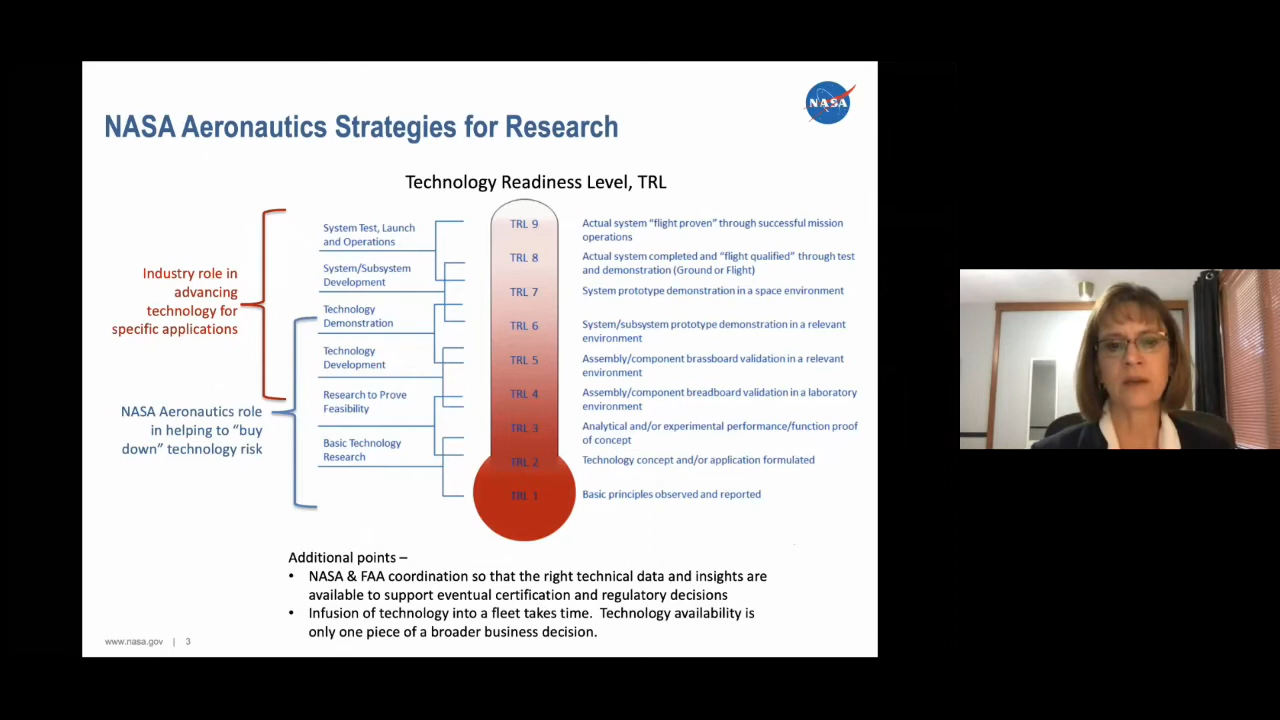 NASA
NASA Aeronautics Strategies for Research
Technology Readiness Level, TRL
Industry role in
advancing
technology for
specific applications
NASA Aeronautics role
in helping to “buy
down” technology risk
System Test, Launch
and Operations
System/Subsystem
Development
Technology
Demonstration
Technology
Development
Research to Prove
Feasibility
Basic Technology
Research
TRL 9
Actual system “flight proven” through successful mission
operations
TRL 8
Actual system completed and “flight qualified” through test
and demonstration (Ground or Flight)
TRL 7
System prototype demonstration in a space environment
TRL 6
System/subsystem prototype demonstration in a relevant
environment
TRL 5
Assembly/component brassboard validation in a relevant
environment
TRL 4
Assembly/component breadboard validation in a laboratory
environment
TRL 3
Analytical and/or experimental performance/function proof
of concept
TRL 2
Technology concept and/or application formulated
TRL 1
Basic principles observed and reported
Additional points –
• NASA & FAA coordination so that the right technical data and insights are
available to support eventual certification and regulatory decisions
• Infusion of technology into a fleet takes time. Technology availability is
only one piece of a broader business decision.
www.nasa.gov | 3